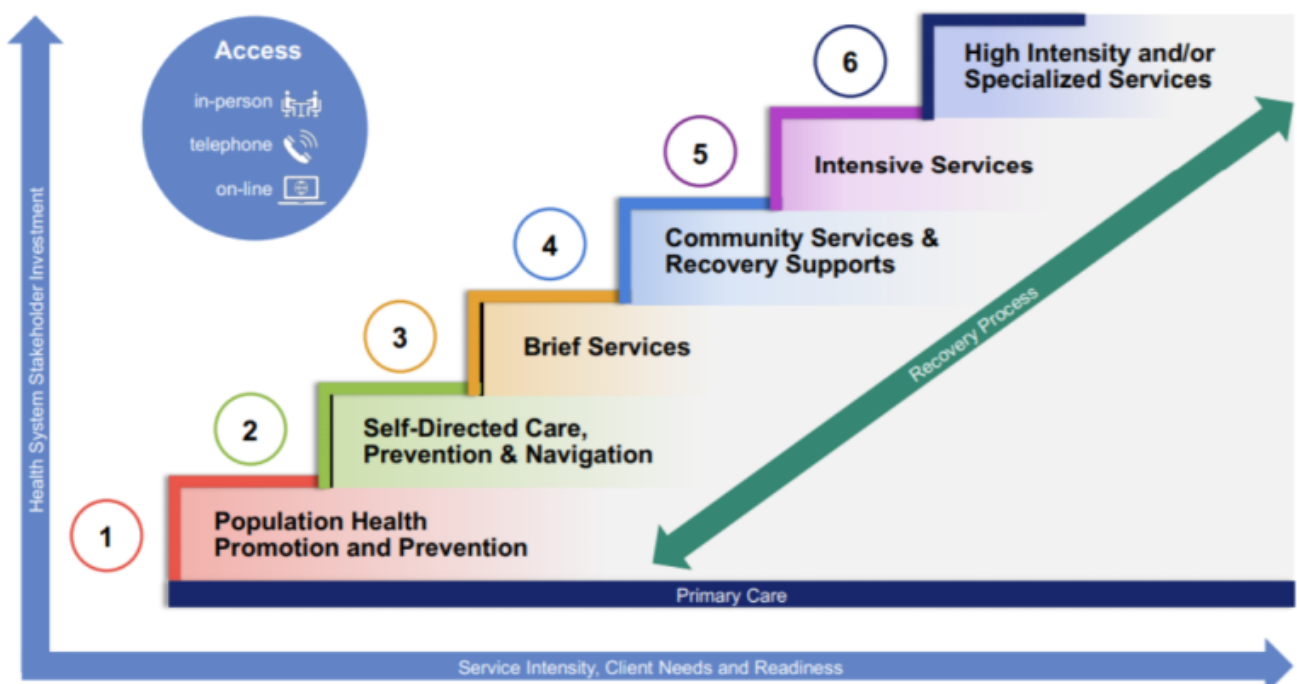 Access
in-person
telephone
on-line
6
High Intensity and/or
Specialized Services
5
Intensive Services
4
Community Services &
Recovery Supports
3
Brief Services
2
Self-Directed Care,
Prevention & Navigation
1
Population Health
Promotion and Prevention
Recovery Process
Primary Care
Health System Stakeholder Investment
Service Intensity, Client Needs and Readiness